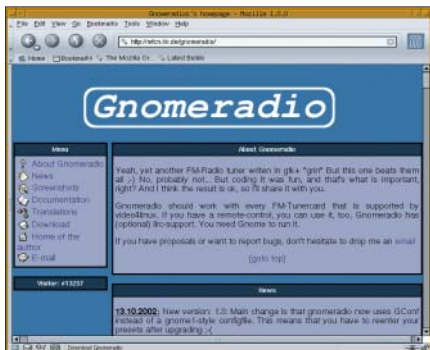 Gnomeradio's homepage - Mozilla 1.0.0
File Edit View Go Bookmarks Tools Window Help
http://mfcn.ilo.de/gnomeradio/
Home Bookmarks The Mozilla Or... Latest Builds
Gnomeradio
Menu
About Gnomeradio
News
Screenshots
Documentation
Translations
Download
Home of the
author
E-mail
Visitor: #13257
About Gnomeradio
Yeah, yet another FM-Radio tuner writen in gtk+ *grin* But this one beats them
all ;-) No, probably not... But coding it was fun, and that's what is important,
right? And I think the result is ok, so I'll share it with you.
Gnomeradio should work with every FM-Tunercard that is supported by
video4linux. If you have a remote-control, you can use it, too, Gnomeradio has
(optional) lirc-support. You need Gnome to run it.
If you have proposals or want to report bugs, don't hesitate to drop me an email
[goto top]
News
13.10.2002: New version: 1.3: Main change is that gnomeradio now uses GConf
instead of a gnome1-style configfile. This means that you have to reenter your
presets after upgrading :-(
Download Gnomeradio